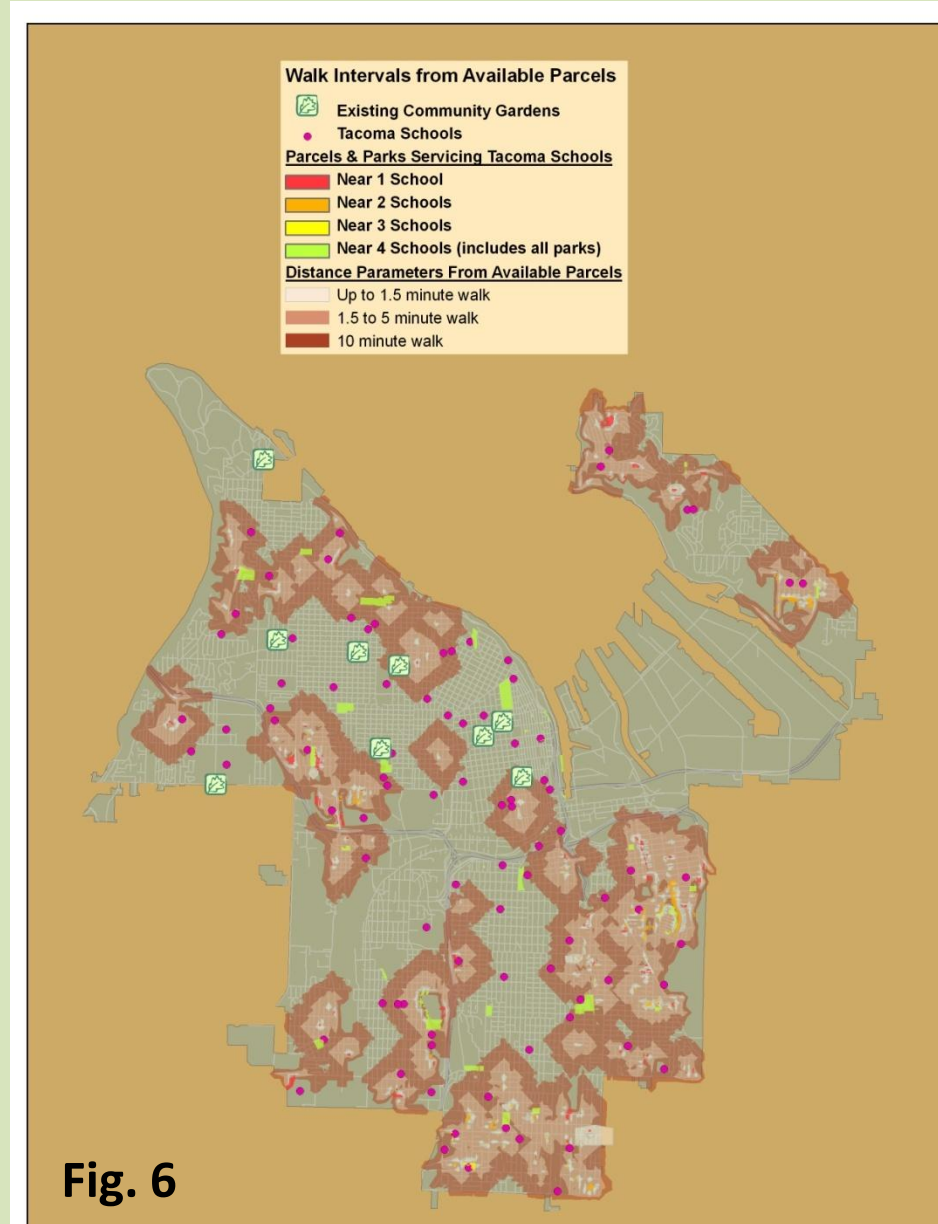 Walk Intervals from Available Parcels
Existing Community Gardens
Tacoma Schools
Parcels & Parks Servicing Tacoma Schools
Near 1 School
Near 2 Schools
Near 3 Schools
Near 4 Schools (includes all parks)
Distance Parameters From Available Parcels
Up to 1.5 minute walk
1.5 to 5 minute walk
10 minute walk
Fig. 6